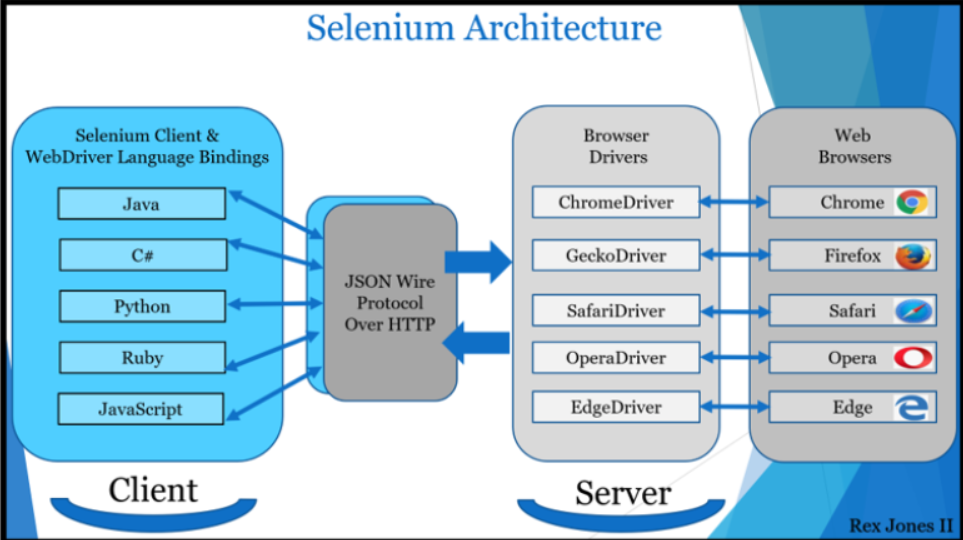 Selenium Architecture
Selenium Client &
WebDriver Language Bindings
Java
C#
Python
Ruby
JavaScript
Client
JSON Wire
Protocol
Over HTTP
Browser
Drivers
ChromeDriver
GeckoDriver
SafariDriver
OperaDriver
EdgeDriver
Server
Web
Browsers
Chrome
Firefox
Safari
Opera
Edge
Rex Jones II